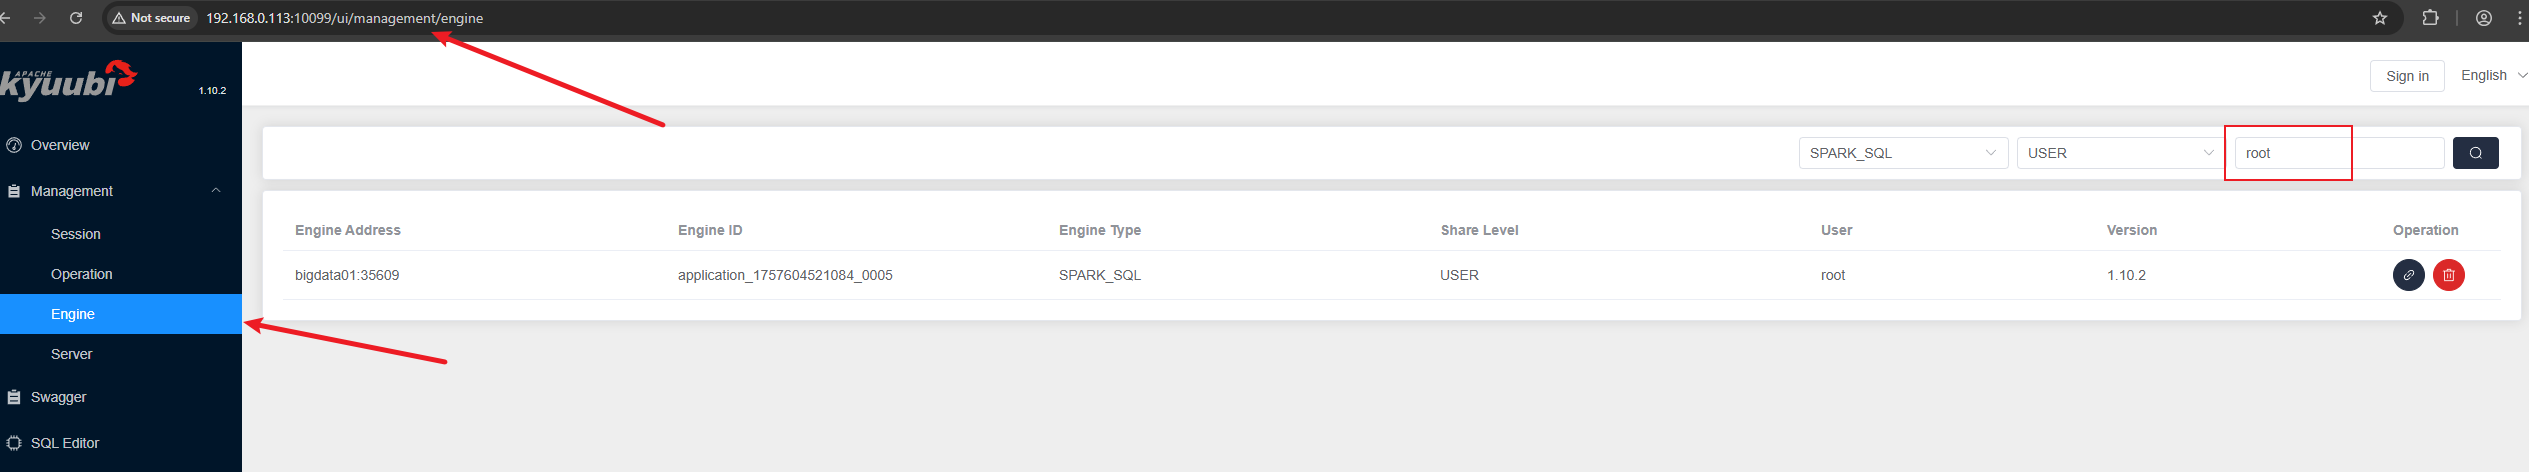 Not secure 192.168.0.113:10099/ui/management/engine
APACHE
kyuubi
1.10.2
Sign in English
Overview
SPARK_SQL USER root
Management
Session
Operation
Engine
Server
Swagger
SQL Editor
Engine Address Engine ID Engine Type Share Level User Version Operation
bigdata01:35609 application_1757604521084_0005 SPARK_SQL USER root 1.10.2